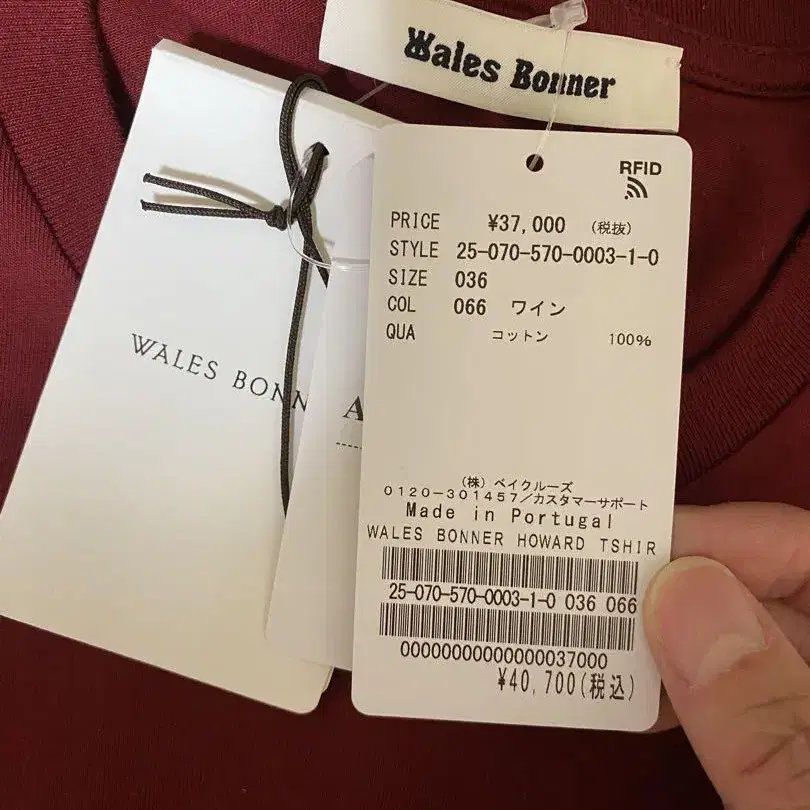 Wales Bonner
WALES BONN
A
RFID
PRICE ¥37,000 (税抜)
STYLE 25-070-570-0003-1-0
SIZE 036
COL 066 ワイン
QUA コットン 100%
(株) ベイクルーズ
0120-301457/カスタマーサポート
Made in Portugal
WALES BONNER HOWARD TSHIR
25-070-570-0003-1-0 036 066
00000000000000037000
¥40,700(税込)